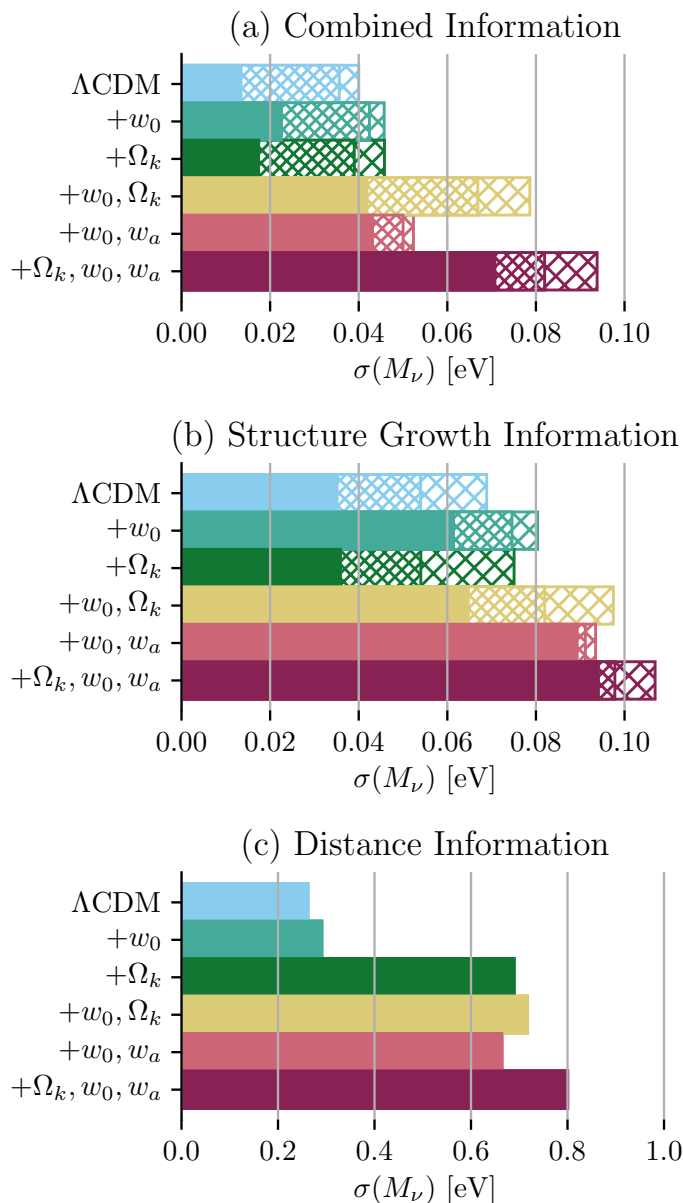 (a) Combined Information
ΛCDM
+w₀
+Ωₖ
+w₀, Ωₖ
+w₀, wₐ
+Ωₖ, w₀, wₐ
0.00 0.02 0.04 0.06 0.08 0.10
σ(M_ν) [eV]
(b) Structure Growth Information
ΛCDM
+w₀
+Ωₖ
+w₀, Ωₖ
+w₀, wₐ
+Ωₖ, w₀, wₐ
0.00 0.02 0.04 0.06 0.08 0.10
σ(M_ν) [eV]
(c) Distance Information
ΛCDM
+w₀
+Ωₖ
+w₀, Ωₖ
+w₀, wₐ
+Ωₖ, w₀, wₐ
0.0 0.2 0.4 0.6 0.8 1.0
σ(M_ν) [eV]